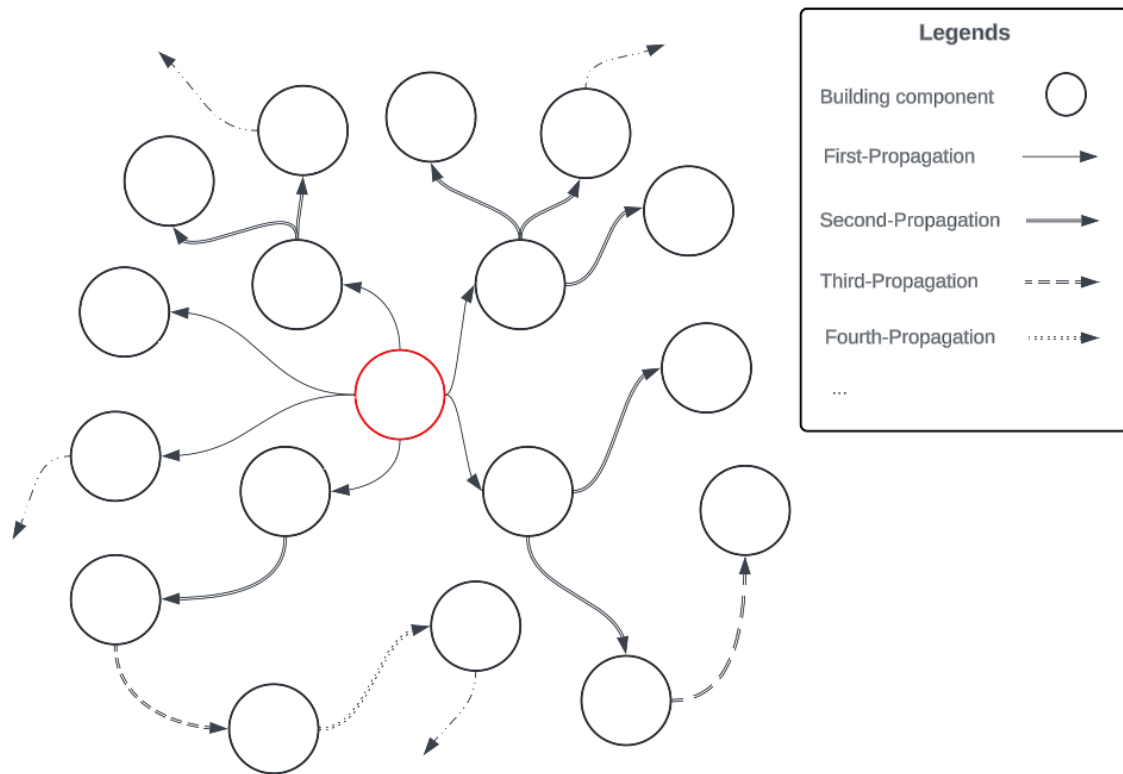 Legends
Building component
First-Propagation
Second-Propagation
Third-Propagation
Fourth-Propagation
...